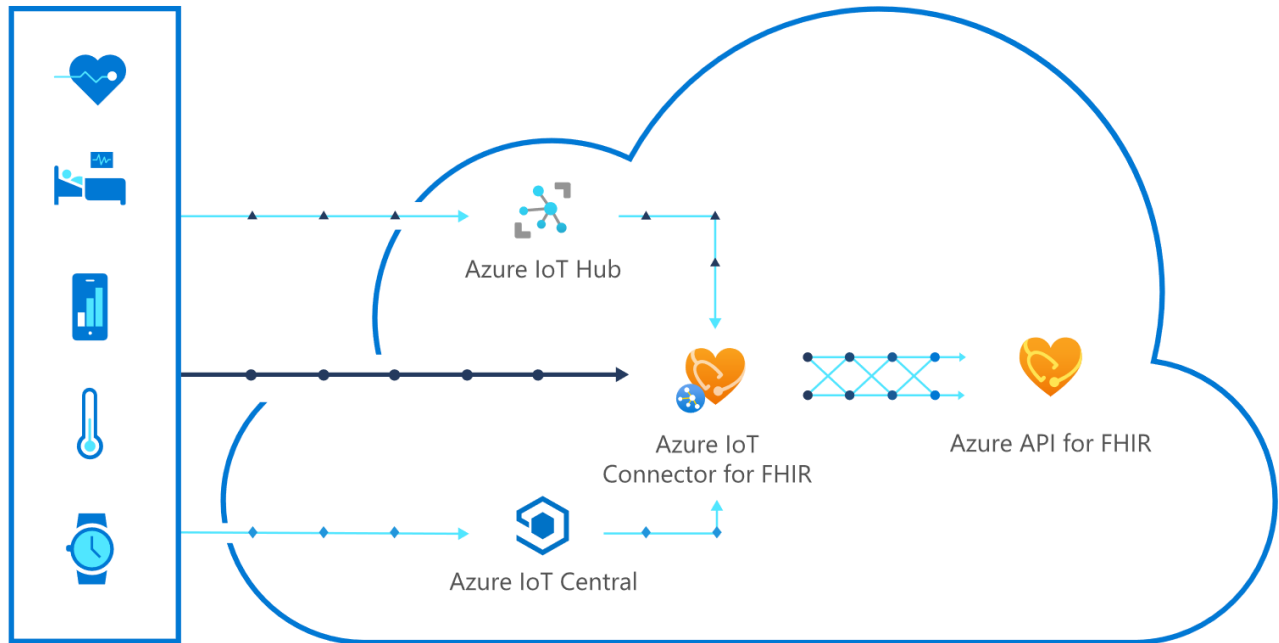 Azure IoT Hub
Azure IoT
Connector for FHIR
Azure API for FHIR
Azure IoT Central